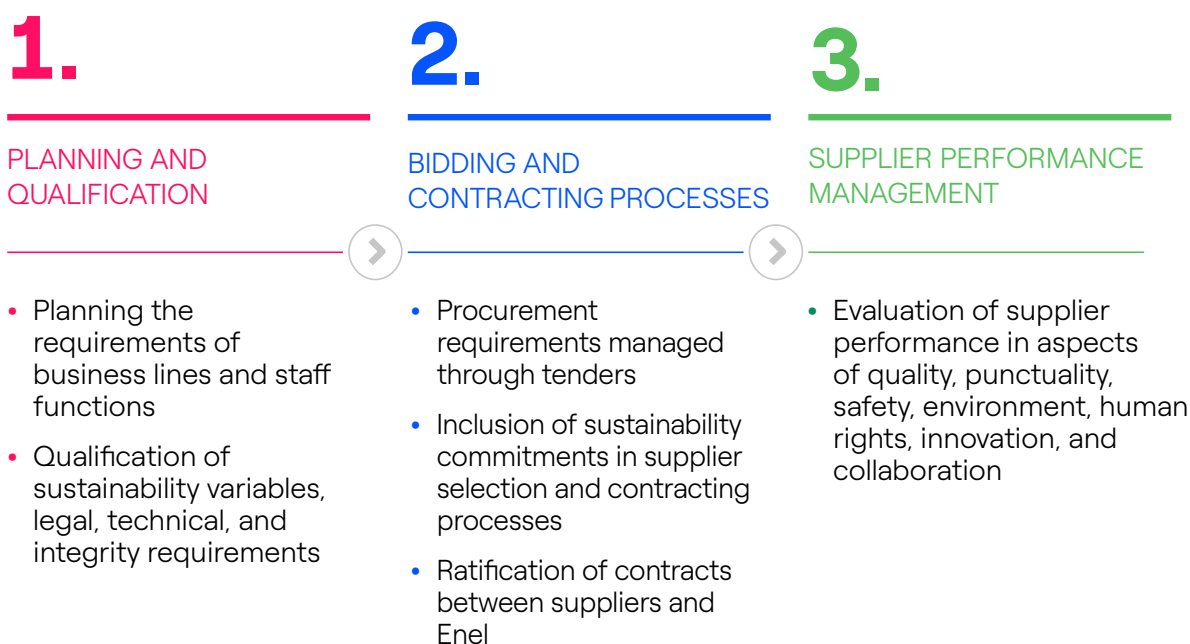 1.
PLANNING AND
QUALIFICATION
• Planning the
requirements of
business lines and staff
functions
• Qualification of
sustainability variables,
legal, technical, and
integrity requirements
2.
BIDDING AND
CONTRACTING PROCESSES
• Procurement
requirements managed
through tenders
• Inclusion of sustainability
commitments in supplier
selection and contracting
processes
• Ratification of contracts
between suppliers and
Enel
3.
SUPPLIER PERFORMANCE
MANAGEMENT
• Evaluation of supplier
performance in aspects
of quality, punctuality,
safety, environment, human
rights, innovation, and
collaboration